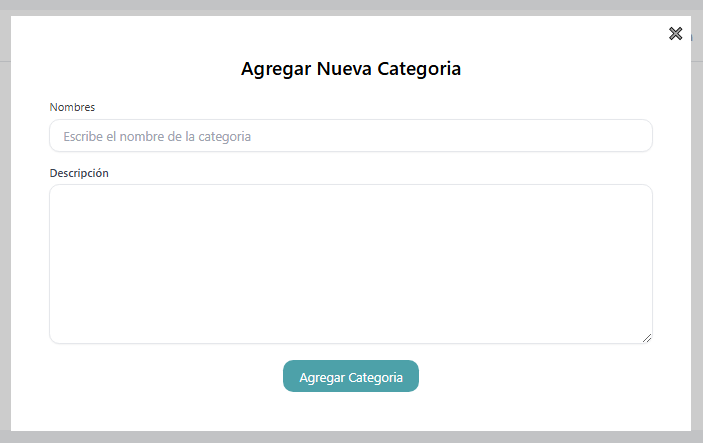 Agregar Nueva Categoria
Nombres
Escribe el nombre de la categoria
Descripción
Agregar Categoria